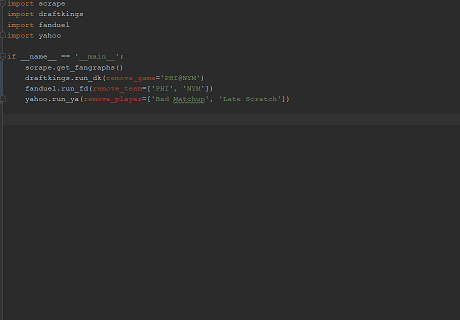 import scrape
import draftkings
import fanduel
import yahoo
if __name__ == '__main__':
    scrape.get_fangraphs()
    draftkings.run_dk(remove_game='PHI@NYM')
    fanduel.run_fd(remove_team=['PHI', 'NYM'])
    yahoo.run_ya(remove_player=['Bad Matchup', 'Late Scratch'])